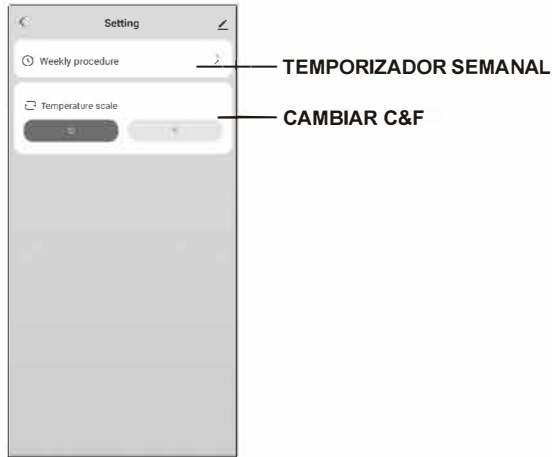 Setting
Weekly procedure
TEMPORIZADOR SEMANAL
Temperature scale
CAMBIAR C&F